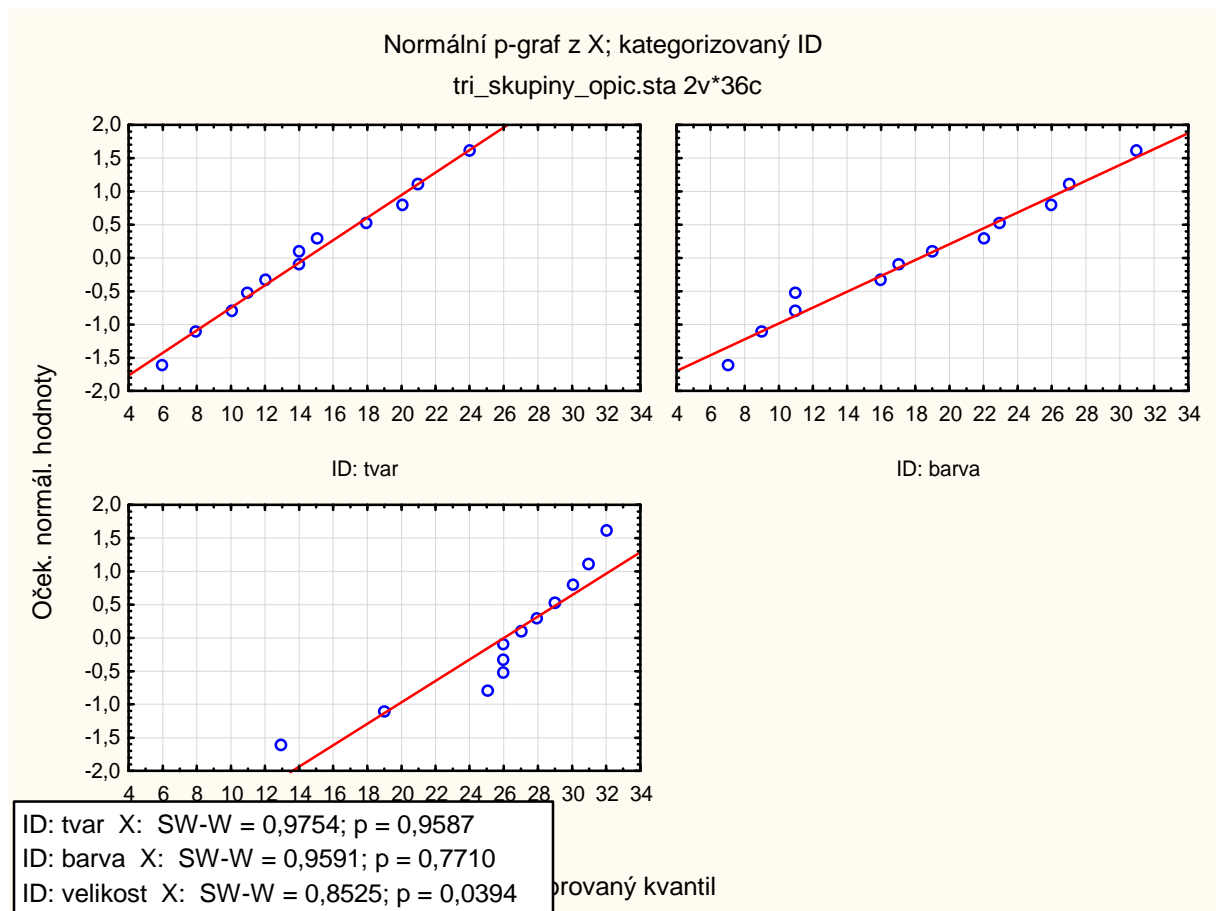 Normální p-graf z X; kategorizovaný ID
tri_skupiny_opic.sta 2v*36c
Oček. normál. hodnoty
2,0
1,5
1,0
0,5
0,0
-0,5
-1,0
-1,5
-2,0
4 6 8 10 12 14 16 18 20 22 24 26 28 30 32 34
ID: tvar
4 6 8 10 12 14 16 18 20 22 24 26 28 30 32 34
ID: barva
2,0
1,5
1,0
0,5
0,0
-0,5
-1,0
-1,5
-2,0
4 6 8 10 12 14 16 18 20 22 24 26 28 30 32 34
ID: tvar X: SW-W = 0,9754; p = 0,9587
ID: barva X: SW-W = 0,9591; p = 0,7710
ID: velikost X: SW-W = 0,8525; p = 0,0394
kvantil